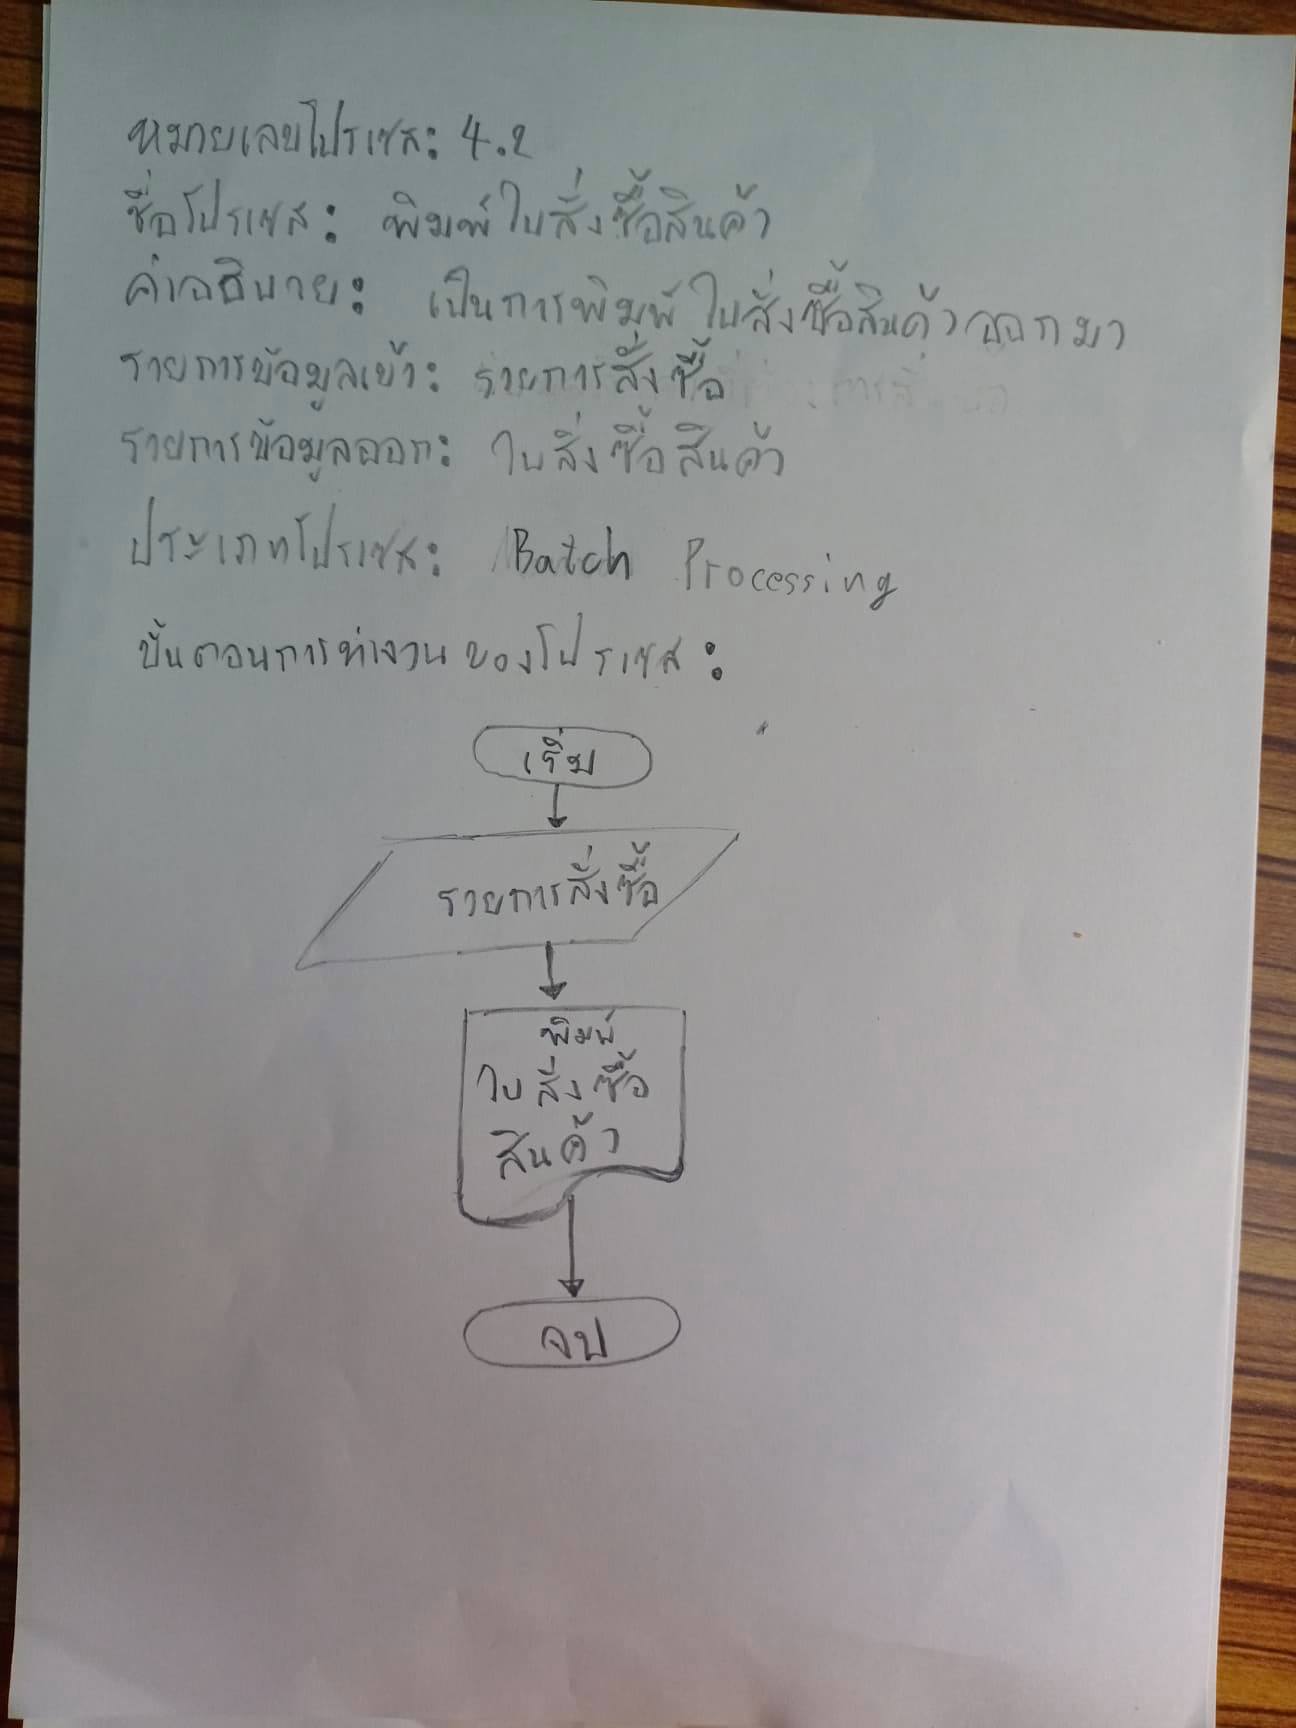 หมายเลขโปรเซส: 4.2
ชื่อโปรเซส: พิมพ์ใบสั่งซื้อสินค้า
คำอธิบาย: เป็นการพิมพ์ใบสั่งซื้อสินค้าออกมา
รายการข้อมูลเข้า: รายการสั่งซื้อ
รายการข้อมูลออก: ใบสั่งซื้อสินค้า
ประเภทโปรเซส: Batch Processing
ขั้นตอนการทำงานของโปรเซส:
เริ่ม
รายการสั่งซื้อ
พิมพ์
ใบสั่งซื้อ
สินค้า
จบ